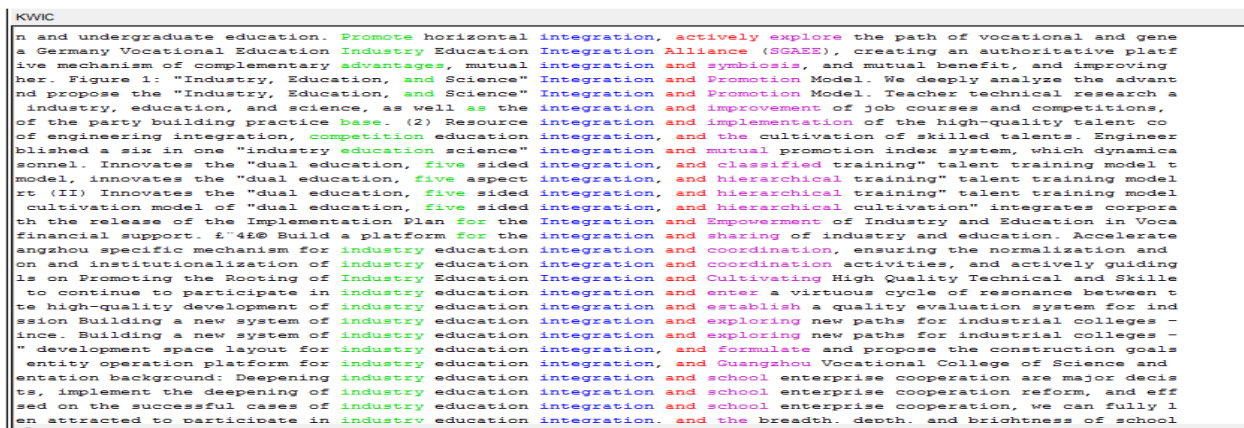 KWIC
n and undergraduate education. Promote horizontal integration, actively explore the path of vocational and gene
a Germany Vocational Education Industry Education Integration Alliance (SGAEE), creating an authoritative platf
ive mechanism of complementary advantages, mutual integration and symbiosis, and mutual benefit, and improving
her. Figure 1: "Industry, Education, and Science" Integration and Promotion Model. We deeply analyze the advant
nd propose the "Industry, Education, and Science" Integration and Promotion Model. Teacher technical research a
industry, education, and science, as well as the integration and improvement of job courses and competitions,
of the party building practice base. (2) Resource integration and implementation of the high-quality talent co
of engineering integration, competition education integration, and the cultivation of skilled talents. Engineer
blished a six in one "industry education science" integration and mutual promotion index system, which dynamica
sonnel. Innovates the "dual education, five sided integration, and classified training" talent training model t
model, innovates the "dual education, five aspect integration, and hierarchical training" talent training model
rt (II) Innovates the "dual education, five sided integration, and hierarchical training" talent training model
cultivation model of "dual education, five sided integration, and hierarchical cultivation" integrates corpora
th the release of the Implementation Plan for the Integration and Empowerment of Industry and Education in Voca
financial support. £¨4£© Build a platform for the integration and sharing of industry and education. Accelerate
angzhou specific mechanism for industry education integration and coordination, ensuring the normalization and
on and institutionalization of industry education integration and coordination activities, and actively guiding
ls on Promoting the Rooting of Industry Education Integration and Cultivating High Quality Technical and Skille
to continue to participate in industry education integration and enter a virtuous cycle of resonance between t
te high-quality development of industry education integration and establish a quality evaluation system for ind
ssion Building a new system of industry education integration and exploring new paths for industrial colleges -
ince. Building a new system of industry education integration and exploring new paths for industrial colleges -
" development space layout for industry education integration, and formulate and propose the construction goals
entity operation platform for industry education integration, and Guangzhou Vocational College of Science and
entation background: Deepening industry education integration and school enterprise cooperation are major decis
ts, implement the deepening of industry education integration and school enterprise cooperation reform, and eff
sed on the successful cases of industry education integration and school enterprise cooperation, we can fully l
en attracted to participate in industry education integration, and the breadth, depth, and brightness of school